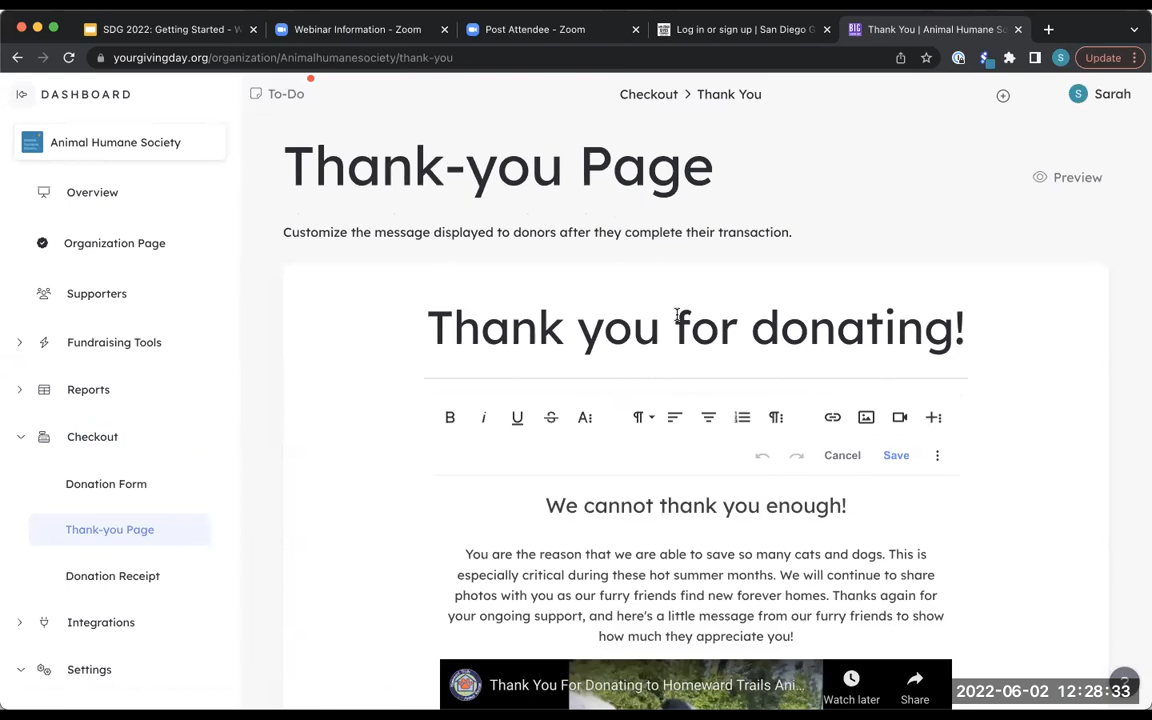 SDG 2022: Getting Started - W
Webinar Information - Zoom
Post Attendee - Zoom
Log in or sign up | San Diego G
Thank You | Animal Humane So
yourgivingday.org/organization/Animalhumanesociety/thank-you
S
Update
DASHBOARD
To-Do
Checkout > Thank You
S
Sarah
Animal Humane Society
Overview
Organization Page
Supporters
Fundraising Tools
Reports
Checkout
Donation Form
Thank-you Page
Donation Receipt
Integrations
Settings
Thank-you Page
Preview
Customize the message displayed to donors after they complete their transaction.
Thank you for donating!
B i U S A
Cancel
Save
We cannot thank you enough!
You are the reason that we are able to save so many cats and dogs. This is
especially critical during these hot summer months. We will continue to share
photos with you as our furry friends find new forever homes. Thanks again for
your ongoing support, and here's a little message from our furry friends to show
how much they appreciate you!
Thank You For Donating to Homeward Trails Ani...
Watch later
Share
2022-06-02 12:28:33